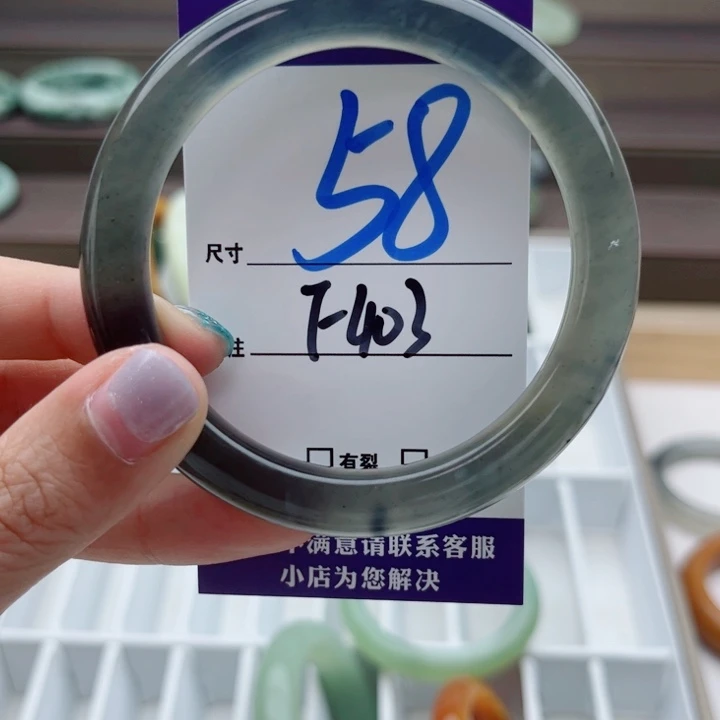 尺寸 58
注 T-403
□ 有裂 □
满意请联系客服
小店为您解决